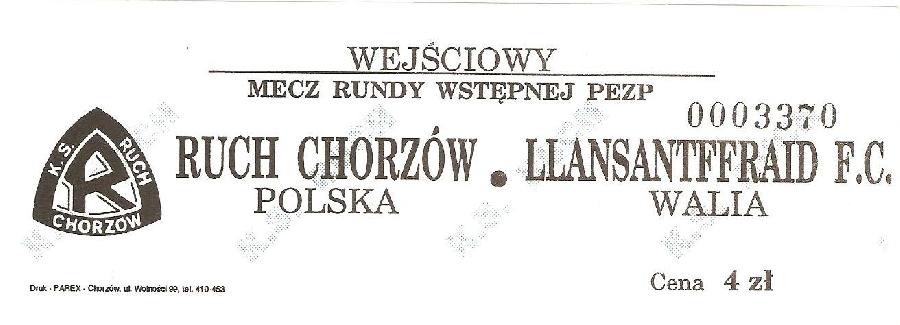 WEJŚCIOWY
MECZ RUNDY WSTĘPNEJ PEZP
0003370
K.S. RUCH
CHORZÓW
RUCH CHORZÓW • LLANSANTFFRAID F.C.
POLSKA WALIA
Cena 4 zł
Druk - PAREX - Chorzów, ul. Wolności 99, tel. 410-453